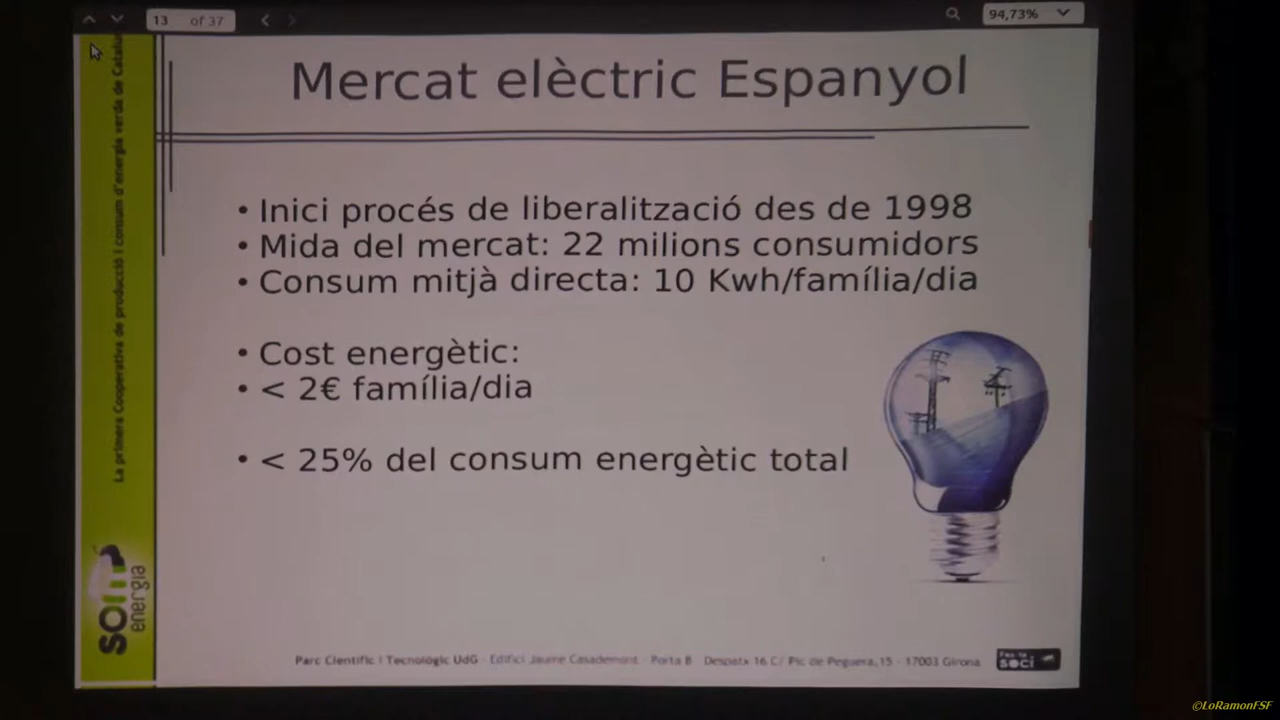 13 of 37
94,73%
Mercat elèctric Espanyol
• Inici procés de liberalització des de 1998
• Mida del mercat: 22 milions consumidors
• Consum mitjà directa: 10 Kwh/família/dia
• Cost energètic:
• < 2€ família/dia
• < 25% del consum energètic total
La primera Cooperativa de producció i consum d'energia verda de Catalu
som
energia
Parc Científic i Tecnològic UdG - Edifici Jaume Casademont - Porta B Despatx 16 C/ Pic de Peguera, 15 - 17003 Girona
Fes-te
soci
©LoRamonFSF